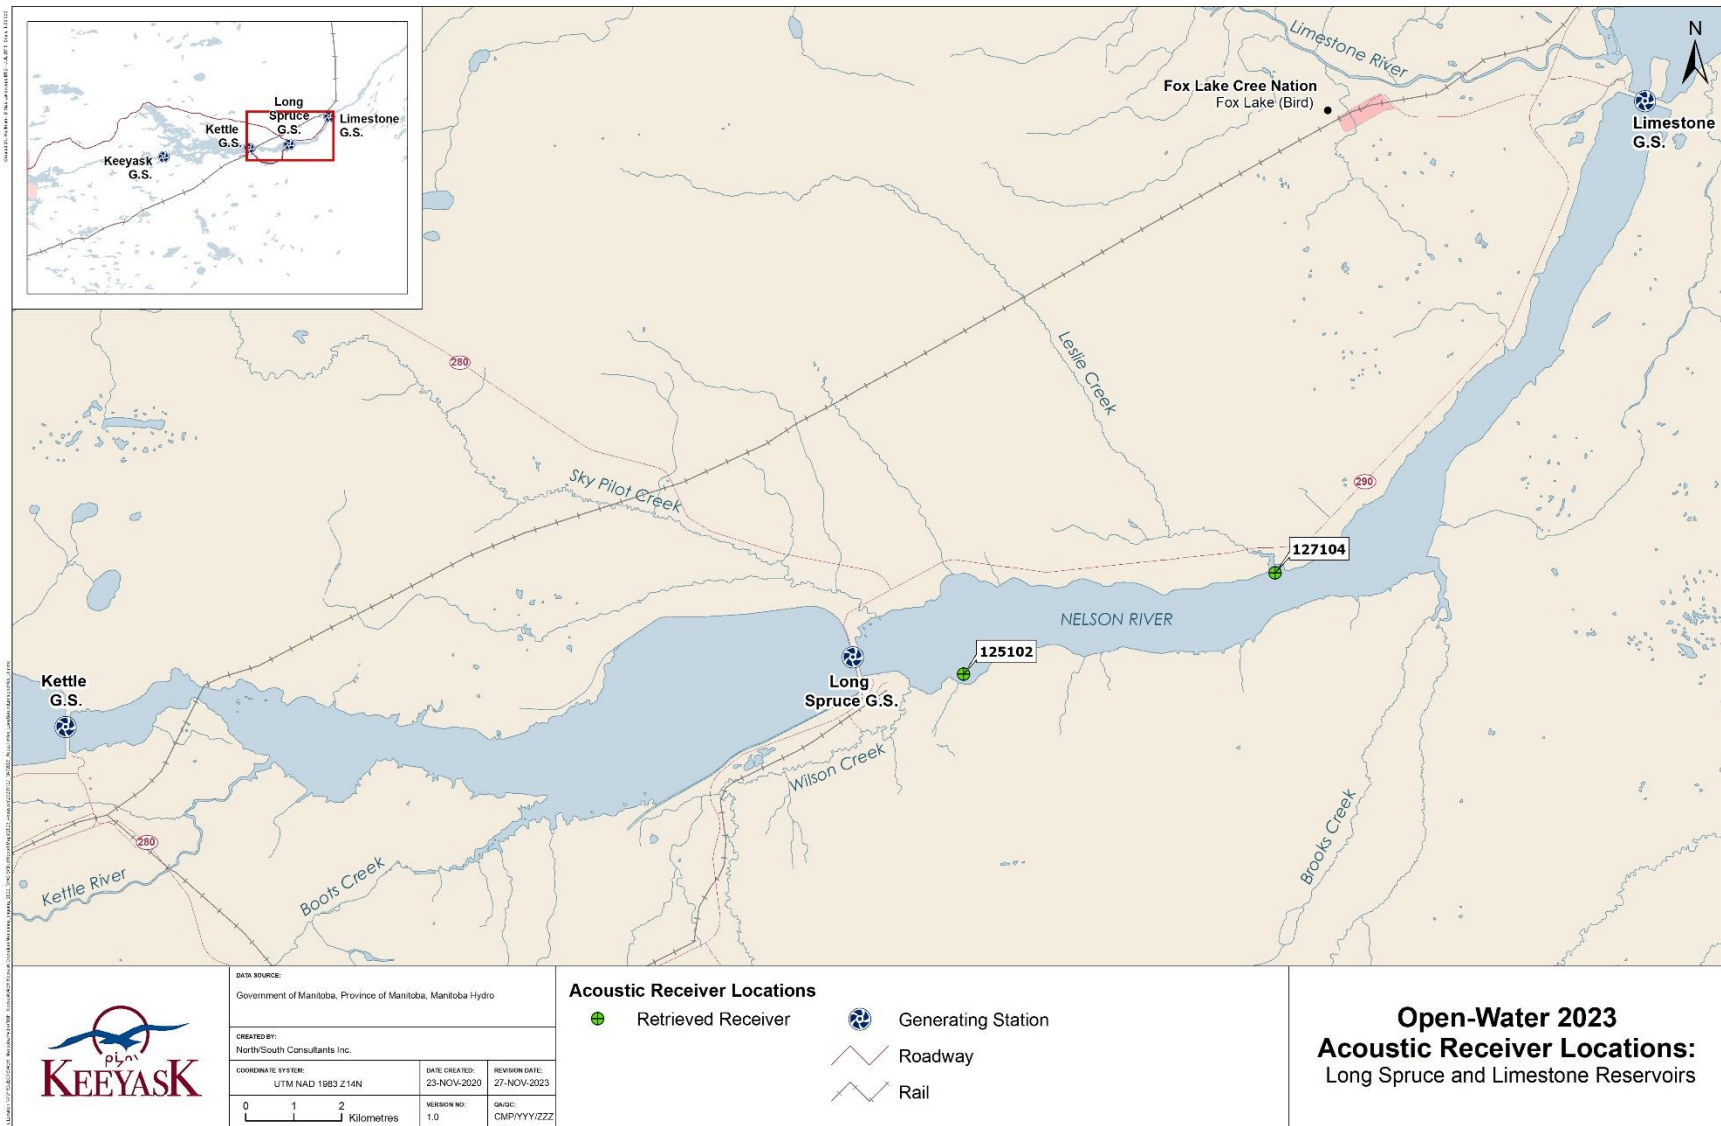 Long
Spruce
G.S.
Kettle
G.S.
Limestone
G.S.
Keeyask
G.S.
N
Limestone River
Fox Lake Cree Nation
Fox Lake (Bird)
Limestone
G.S.
280
Leslie Creek
Sky Pilot Creek
290
127104
NELSON RIVER
125102
Kettle
G.S.
Long
Spruce G.S.
Wilson Creek
280
Kettle River
Boots Creek
Brooks Creek
KEEYASK
DATA SOURCE:
Government of Manitoba, Province of Manitoba, Manitoba Hydro
CREATED BY:
North/South Consultants Inc.
COORDINATE SYSTEM:
UTM NAD 1983 Z14N
DATE CREATED:
23-NOV-2020
REVISION DATE:
27-NOV-2023
0 1 2 Kilometres
VERSION NO:
1.0
QA/QC:
CMP/YYY/ZZZ
Acoustic Receiver Locations
Retrieved Receiver
Generating Station
Roadway
Rail
Open-Water 2023
Acoustic Receiver Locations:
Long Spruce and Limestone Reservoirs